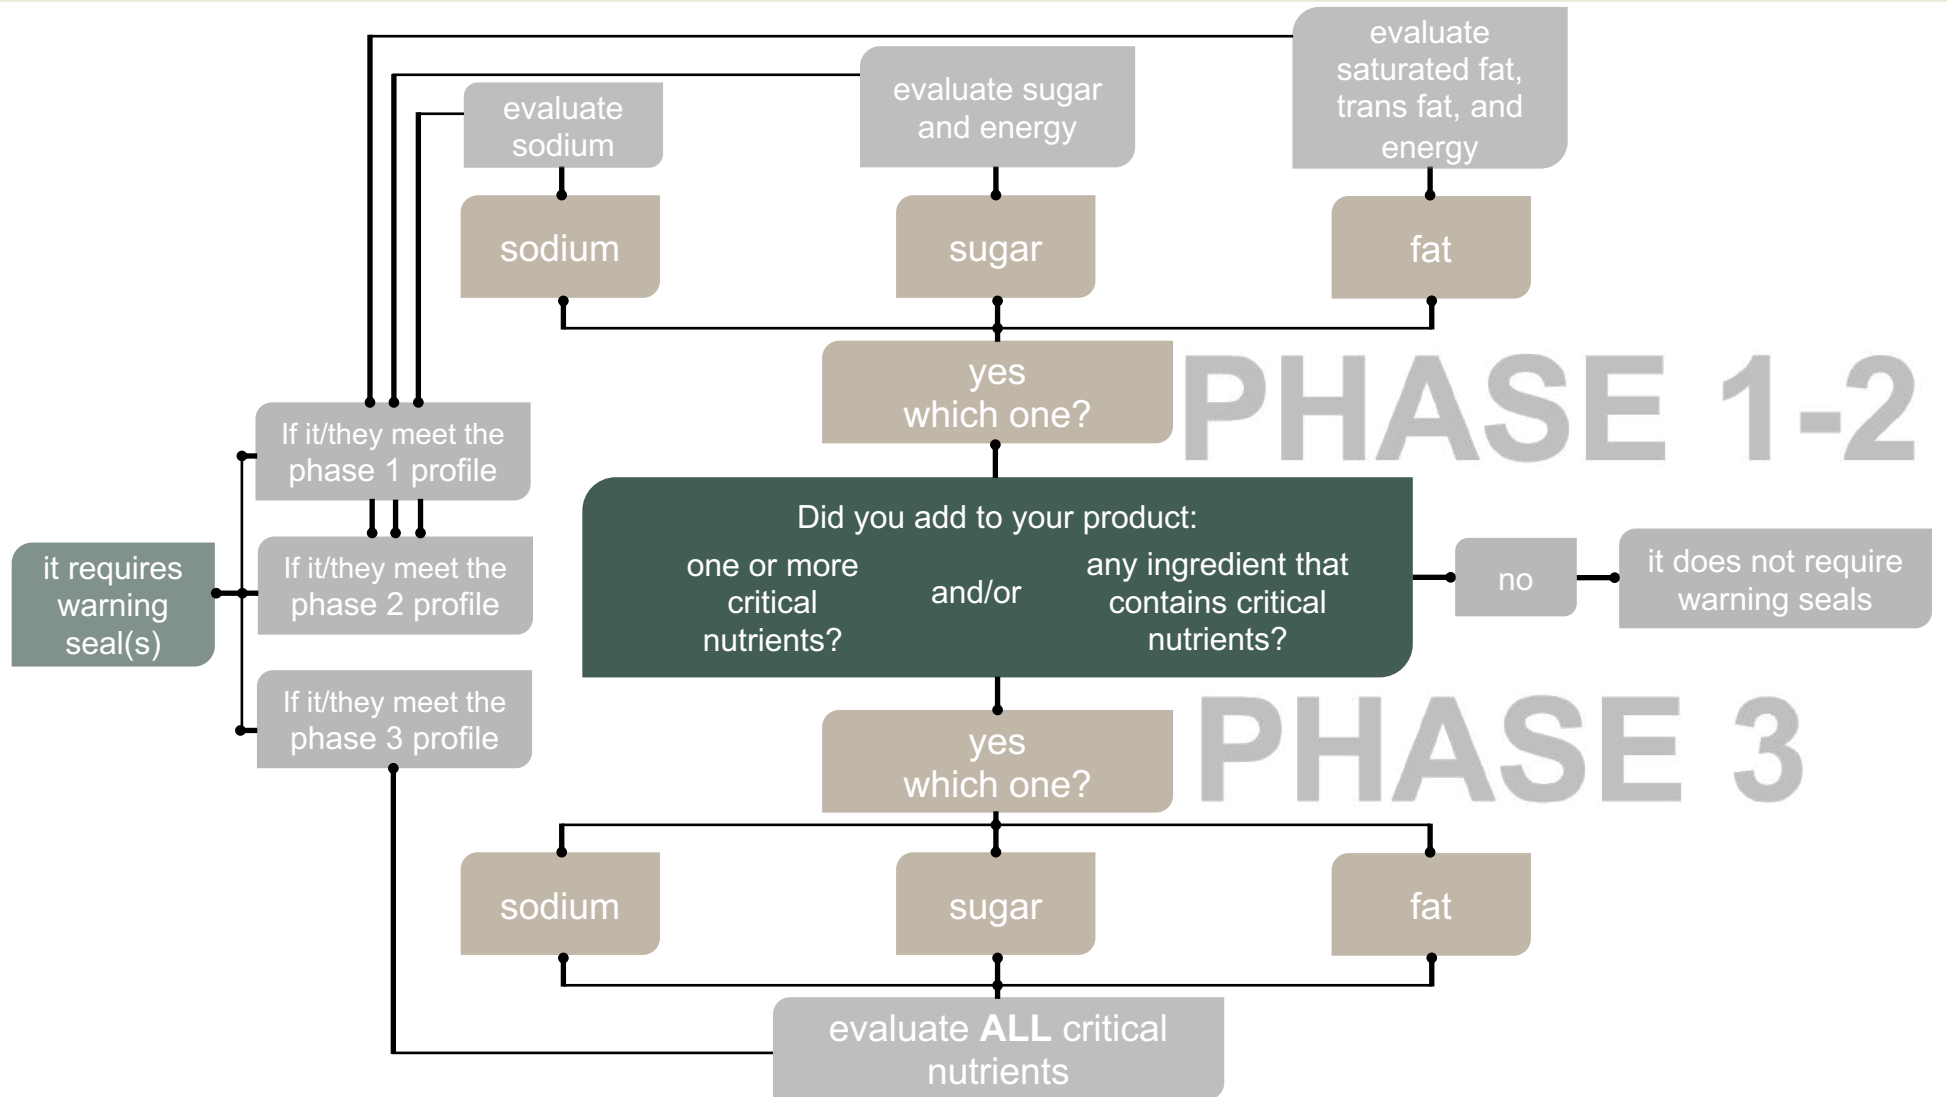 evaluate
saturated fat,
trans fat, and
energy
evaluate sugar
and energy
evaluate
sodium
sodium
sugar
fat
yes
which one?
PHASE 1-2
If it/they meet the
phase 1 profile
Did you add to your product:
one or more
critical
nutrients?
and/or
any ingredient that
contains critical
nutrients?
no
it does not require
warning seals
it requires
warning
seal(s)
If it/they meet the
phase 2 profile
If it/they meet the
phase 3 profile
yes
which one?
PHASE 3
sodium
sugar
fat
evaluate ALL critical
nutrients